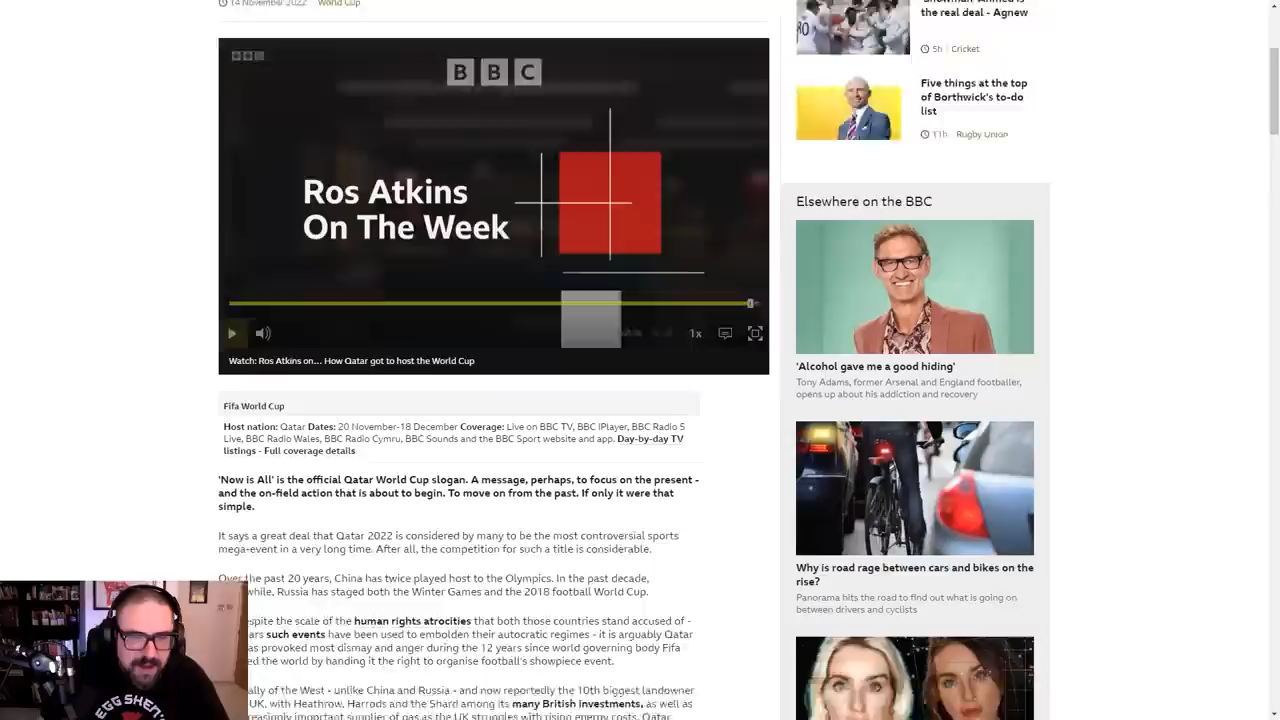 14 November 2022 World Cup
BBC
Ros Atkins
On The Week
1x
Watch: Ros Atkins on... How Qatar got to host the World Cup
Fifa World Cup
Host nation: Qatar Dates: 20 November-18 December Coverage: Live on BBC TV, BBC iPlayer, BBC Radio 5
Live, BBC Radio Wales, BBC Radio Cymru, BBC Sounds and the BBC Sport website and app. Day-by-day TV
listings - Full coverage details
'Now is All' is the official Qatar World Cup slogan. A message, perhaps, to focus on the present -
and the on-field action that is about to begin. To move on from the past. If only it were that
simple.
It says a great deal that Qatar 2022 is considered by many to be the most controversial sports
mega-event in a very long time. After all, the competition for such a title is considerable.
Over the past 20 years, China has twice played host to the Olympics. In the past decade,
while, Russia has staged both the Winter Games and the 2018 football World Cup.
spite the scale of the human rights atrocities that both those countries stand accused of -
ars such events have been used to embolden their autocratic regimes - it is arguably Qatar
as provoked most dismay and anger during the 12 years since world governing body Fifa
ed the world by handing it the right to organise football's showpiece event.
ally of the West - unlike China and Russia - and now reportedly the 10th biggest landowner
UK, with Heathrow, Harrods and the Shard among its many British investments, as well as
easingly important supplier of gas as the UK struggles with rising energy costs, Qatar
EGG SHE
the real deal - Agnew
5h Cricket
Five things at the top
of Borthwick's to-do
list
11h Rugby Union
Elsewhere on the BBC
'Alcohol gave me a good hiding'
Tony Adams, former Arsenal and England footballer,
opens up about his addiction and recovery
Why is road rage between cars and bikes on the
rise?
Panorama hits the road to find out what is going on
between drivers and cyclists